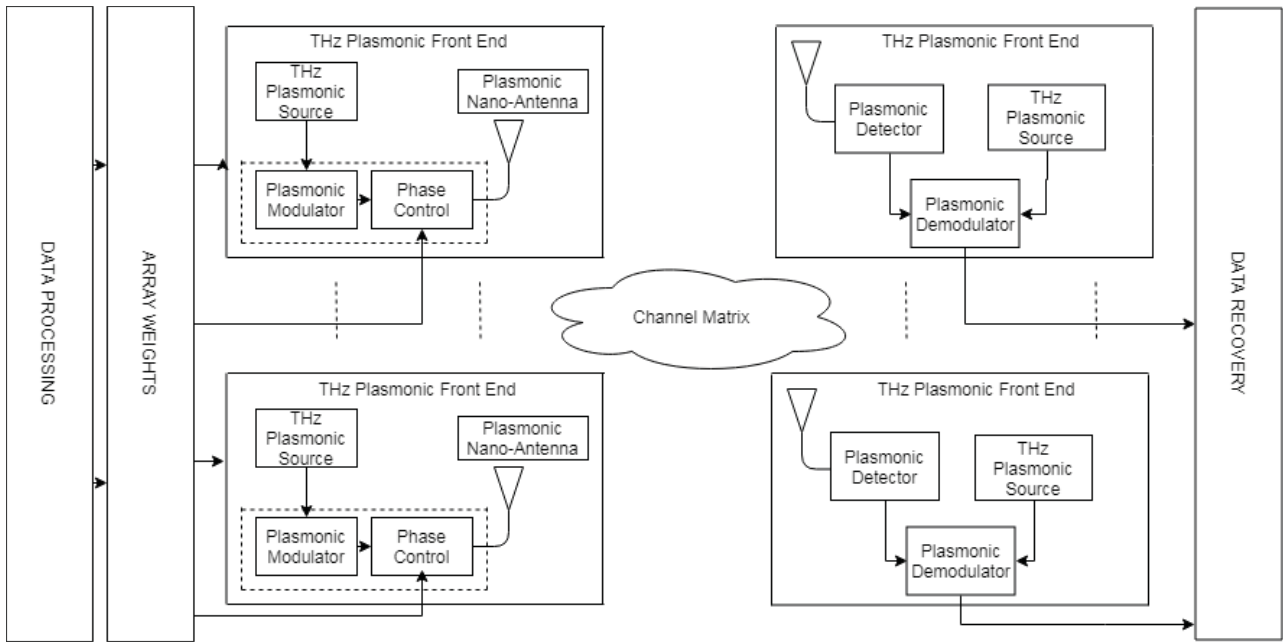 DATA PROCESSING
ARRAY WEIGHTS
THz Plasmonic Front End
THz
Plasmonic
Source
Plasmonic
Nano-Antenna
Plasmonic
Modulator
Phase
Control
THz Plasmonic Front End
Plasmonic
Detector
THz
Plasmonic
Source
Plasmonic
Demodulator
Channel Matrix
THz Plasmonic Front End
THz
Plasmonic
Source
Plasmonic
Nano-Antenna
Plasmonic
Modulator
Phase
Control
THz Plasmonic Front End
Plasmonic
Detector
THz
Plasmonic
Source
Plasmonic
Demodulator
DATA RECOVERY